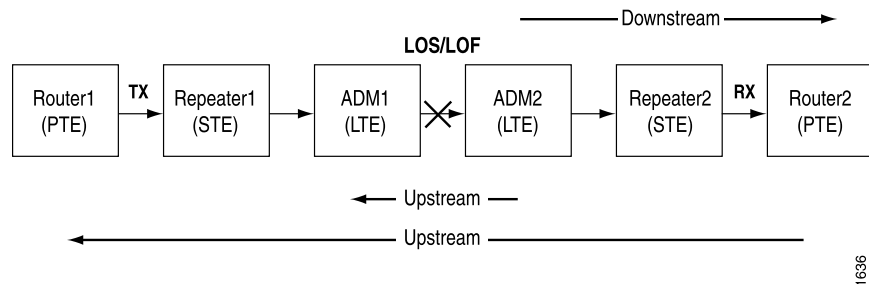 Downstream
LOS/LOF
Router1
(PTE)
TX
Repeater1
(STE)
ADM1
(LTE)
ADM2
(LTE)
Repeater2
(STE)
RX
Router2
(PTE)
Upstream
Upstream
1636